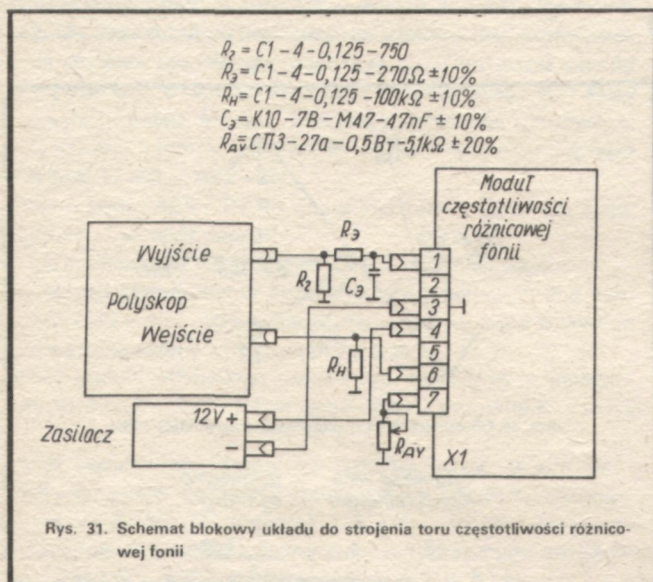 R₂ = C1 – 4 – 0,125 – 750
Rэ = C1 – 4 – 0,125 – 270Ω ±10%
Rн = C1 – 4 – 0,125 – 100kΩ ±10%
Cэ = K10 – 7B – M47 – 47nF ± 10%
RДУ = СП3 – 27a – 0,5Вт – 5,1kΩ ±20%
Moduł
częstotliwości
różnicowej
fonii
Wyjście
Polyskop
Wejście
Rэ
R₂
Cэ
Rн
1
2
3
4
5
6
7
12V +
–
Zasilacz
RДУ
X1
Rys. 31. Schemat blokowy układu do strojenia toru częstotliwości różnico-
wej fonii